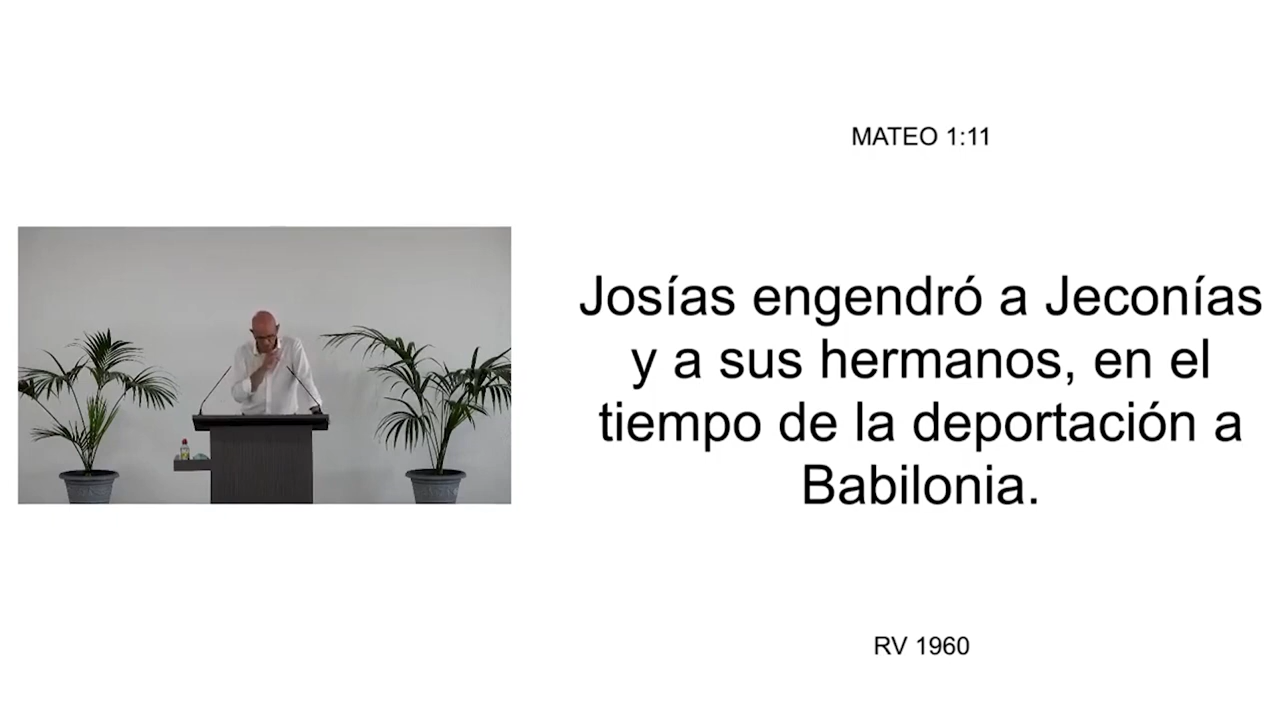 MATEO 1:11
Josías engendró a Jeconías
y a sus hermanos, en el
tiempo de la deportación a
Babilonia.
RV 1960